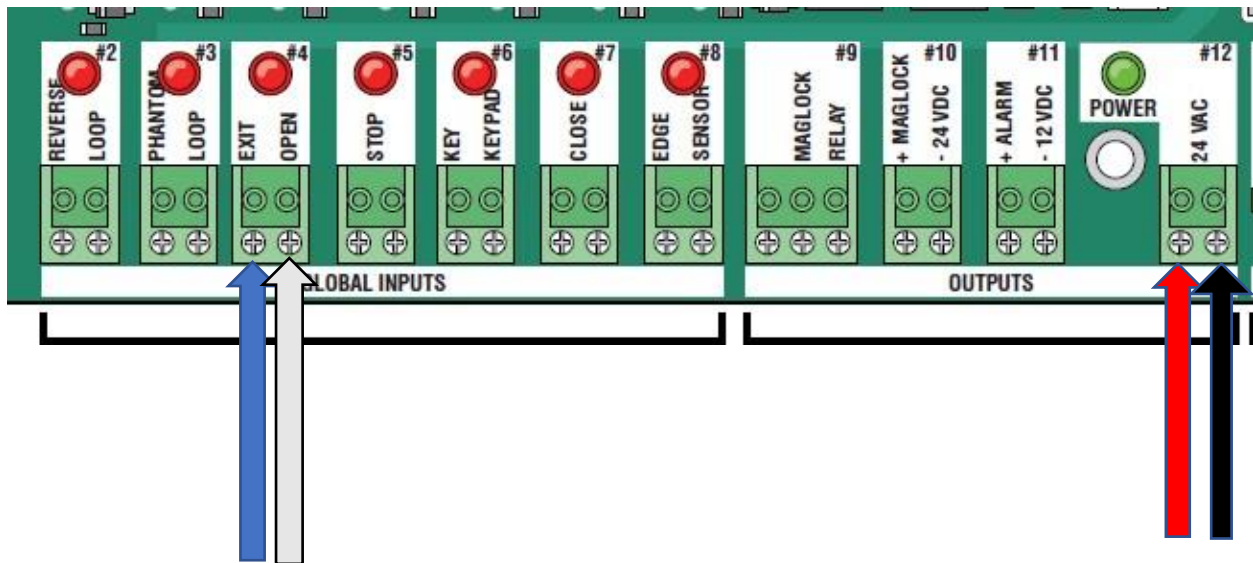 #2
REVERSE
LOOP
#3
PHANTOM
LOOP
#4
EXIT
OPEN
#5
STOP
#6
KEY
KEYPAD
#7
CLOSE
#8
EDGE
SENSOR
#9
MAGLOCK
RELAY
#10
+ MAGLOCK
- 24 VDC
#11
+ ALARM
- 12 VDC
POWER
#12
24 VAC
GLOBAL INPUTS
OUTPUTS